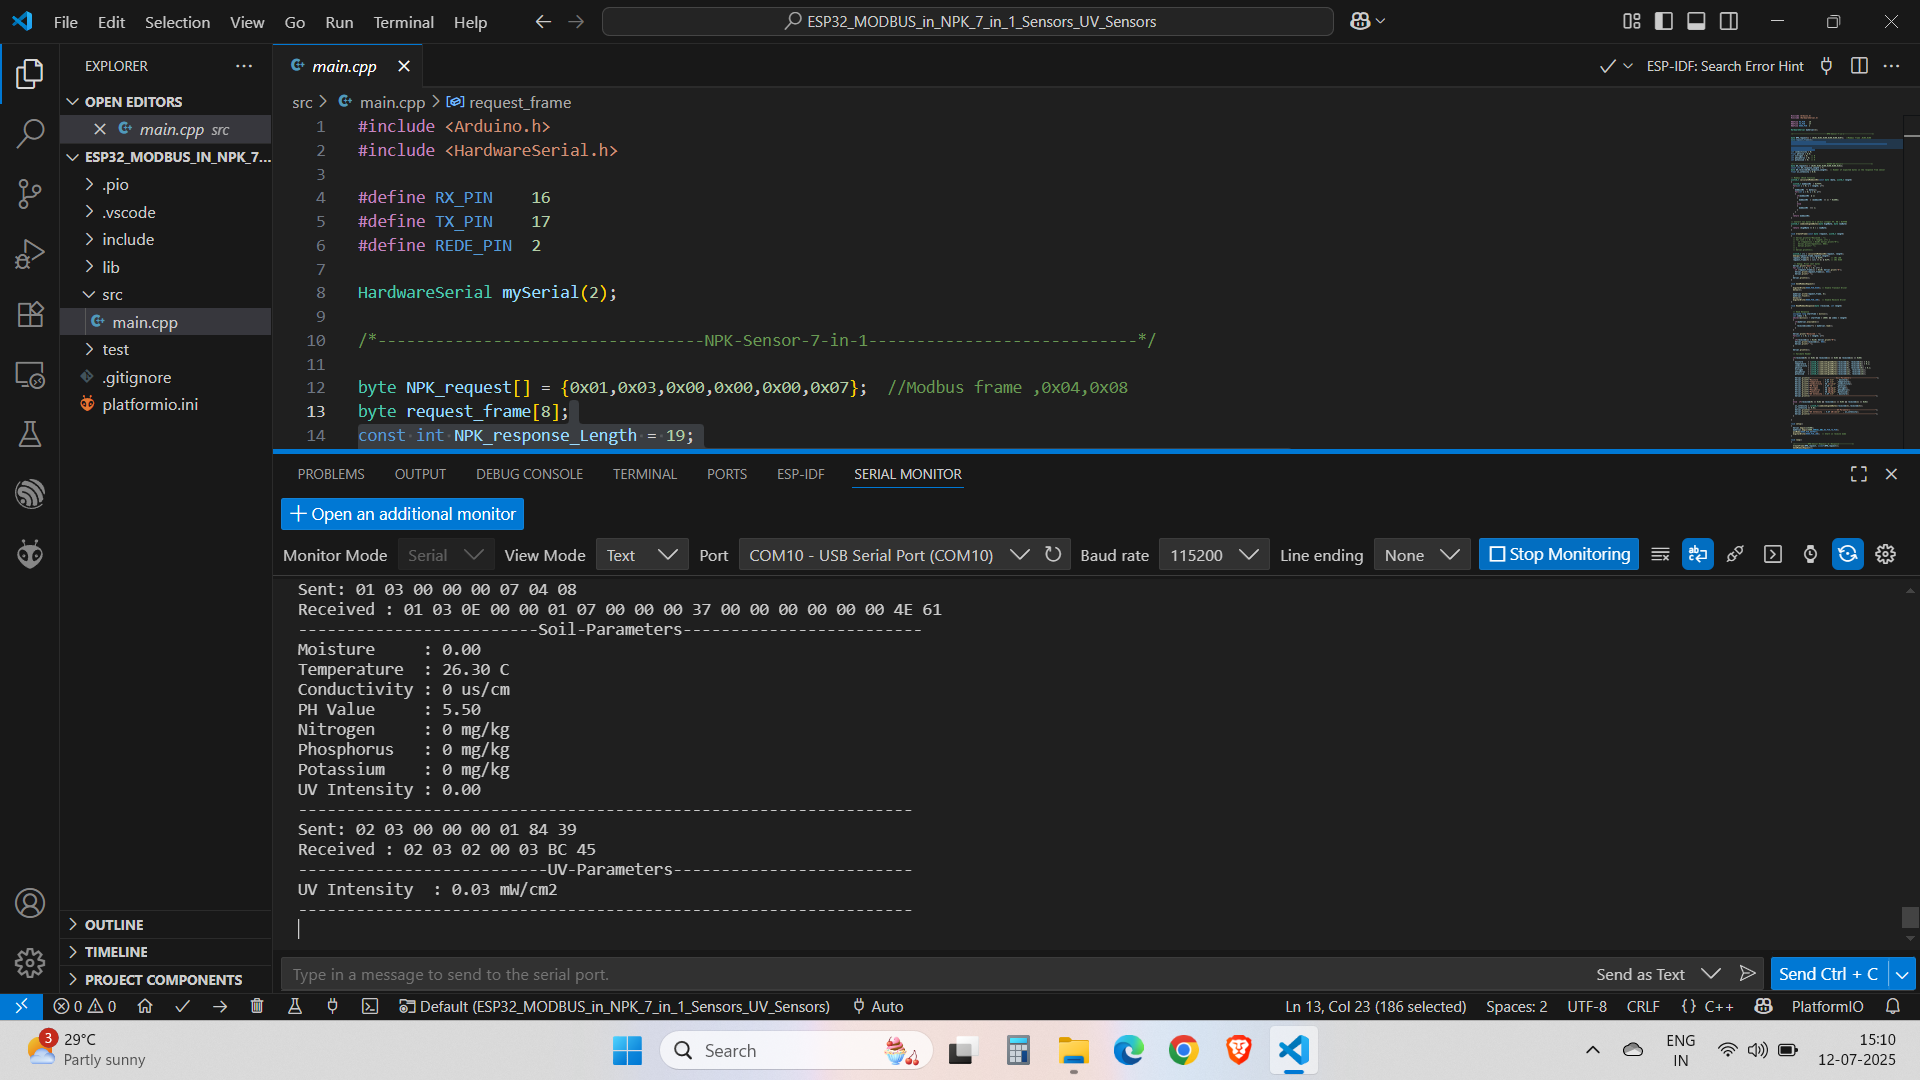 File Edit Selection View Go Run Terminal Help
ESP32_MODBUS_in_NPK_7_in_1_Sensors_UV_Sensors
EXPLORER
main.cpp
ESP-IDF: Search Error Hint
OPEN EDITORS
main.cpp src
ESP32_MODBUS_IN_NPK_7...
.pio
.vscode
include
lib
src
main.cpp
test
.gitignore
platformio.ini
OUTLINE
TIMELINE
PROJECT COMPONENTS
src > main.cpp > request_frame
1 #include <Arduino.h>
2 #include <HardwareSerial.h>
3
4 #define RX_PIN 16
5 #define TX_PIN 17
6 #define REDE_PIN 2
7
8 HardwareSerial mySerial(2);
9
10 /*----------------------------------NPK-Sensor-7-in-1----------------------------*/
11
12 byte NPK_request[] = {0x01,0x03,0x00,0x00,0x00,0x07}; //Modbus frame ,0x04,0x08
13 byte request_frame[8];
14 const int NPK_response_Length = 19;
PROBLEMS OUTPUT DEBUG CONSOLE TERMINAL PORTS ESP-IDF SERIAL MONITOR
Open an additional monitor
Monitor Mode Serial View Mode Text Port COM10 - USB Serial Port (COM10) Baud rate 115200 Line ending None Stop Monitoring
Sent: 01 03 00 00 00 07 04 08
Received : 01 03 0E 00 00 01 07 00 00 00 37 00 00 00 00 00 00 4E 61
-------------------------Soil-Parameters-------------------------
Moisture : 0.00
Temperature : 26.30 C
Conductivity : 0 us/cm
PH Value : 5.50
Nitrogen : 0 mg/kg
Phosphorus : 0 mg/kg
Potassium : 0 mg/kg
UV Intensity : 0.00
----------------------------------------------------------------
Sent: 02 03 00 00 00 01 84 39
Received : 02 03 02 00 03 BC 45
--------------------------UV-Parameters-------------------------
UV Intensity : 0.03 mW/cm2
----------------------------------------------------------------
Type in a message to send to the serial port.
Send as Text
Send Ctrl + C
0 0 Default (ESP32_MODBUS_in_NPK_7_in_1_Sensors_UV_Sensors) Auto Ln 13, Col 23 (186 selected) Spaces: 2 UTF-8 CRLF {} C++ PlatformIO
3
29°C
Partly sunny
Search
ENG
IN
15:10
12-07-2025